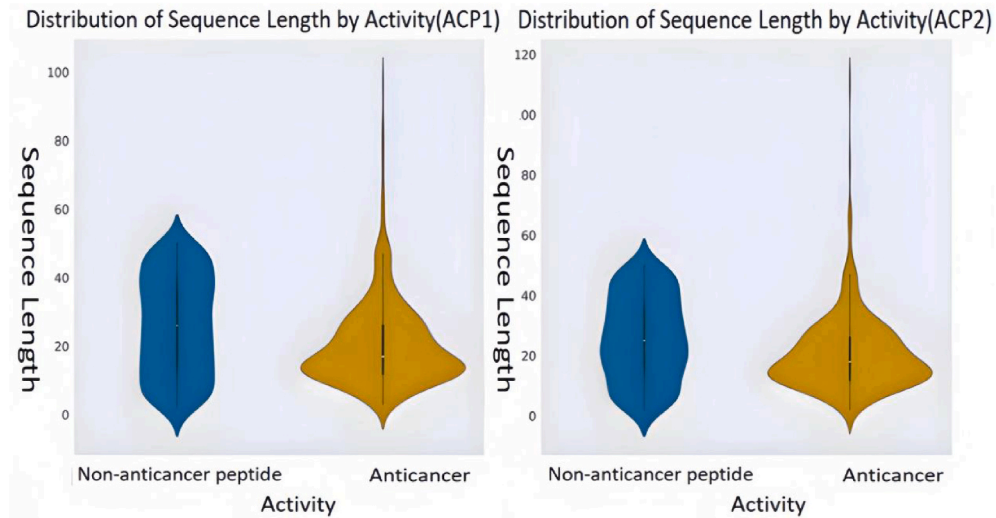 Distribution of Sequence Length by Activity(ACP1)
100
80
60
40
20
0
Sequence Length
Non-anticancer peptide
Anticancer
Activity
Distribution of Sequence Length by Activity(ACP2)
120
.00
80
60
40
20
0
Sequence Length
Non-anticancer peptide
Anticancer
Activity